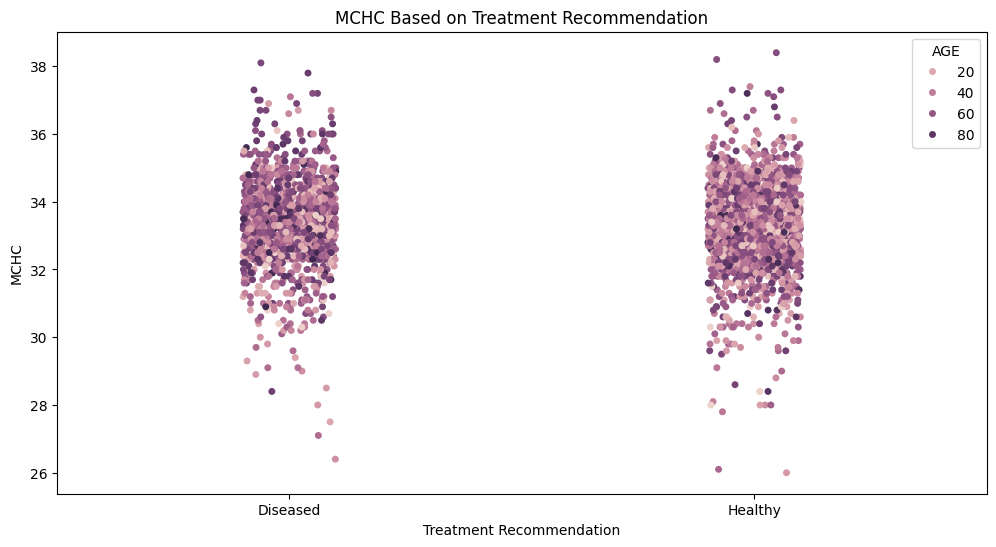 MCHC Based on Treatment Recommendation
AGE
20
40
60
80
38
36
34
32
30
28
26
MCHC
Diseased
Healthy
Treatment Recommendation